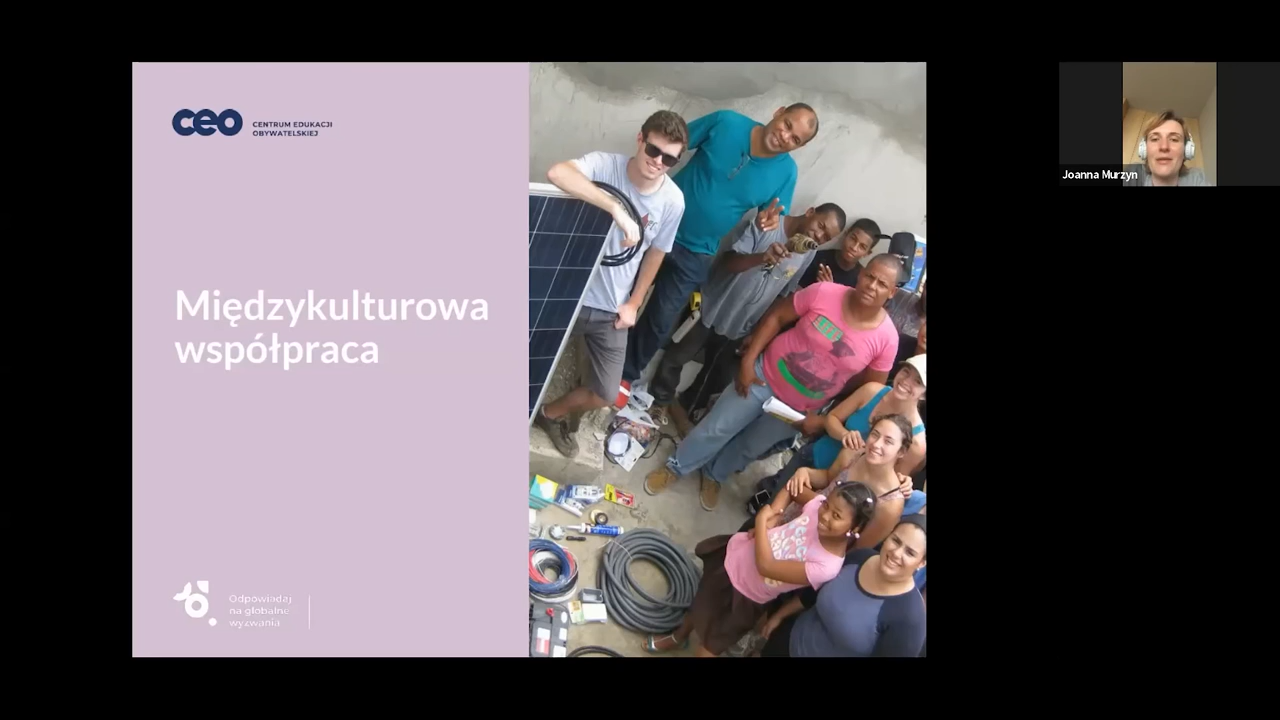 ceo
CENTRUM EDUKACJI
OBYWATELSKIEJ
Międzykulturowa
współpraca
Odpowiadaj
na globalne
wyzwania
Joanna Murzyn